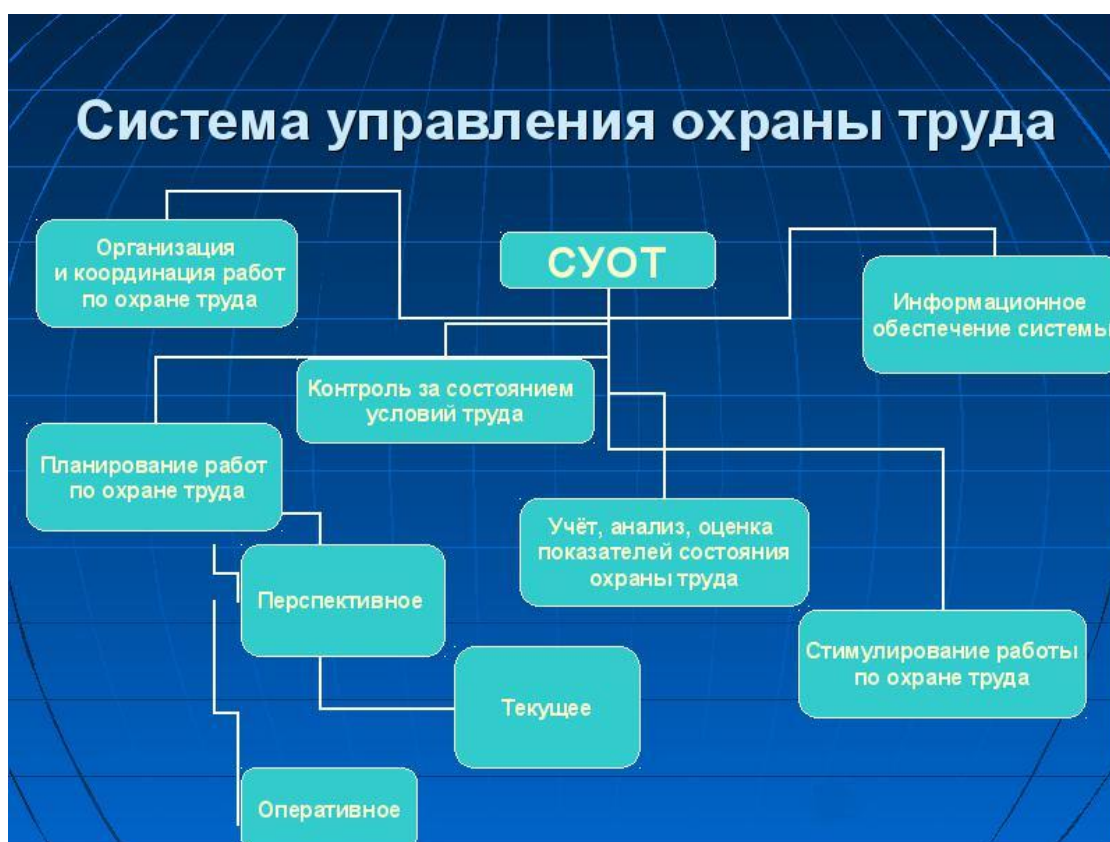 Система управления охраны труда
Организация
и координация работ
по охране труда
СУОТ
Информационное
обеспечение системы
Контроль за состоянием
условий труда
Планирование работ
по охране труда
Учёт, анализ, оценка
показателей состояния
охраны труда
Перспективное
Стимулирование работы
по охране труда
Текущее
Оперативное